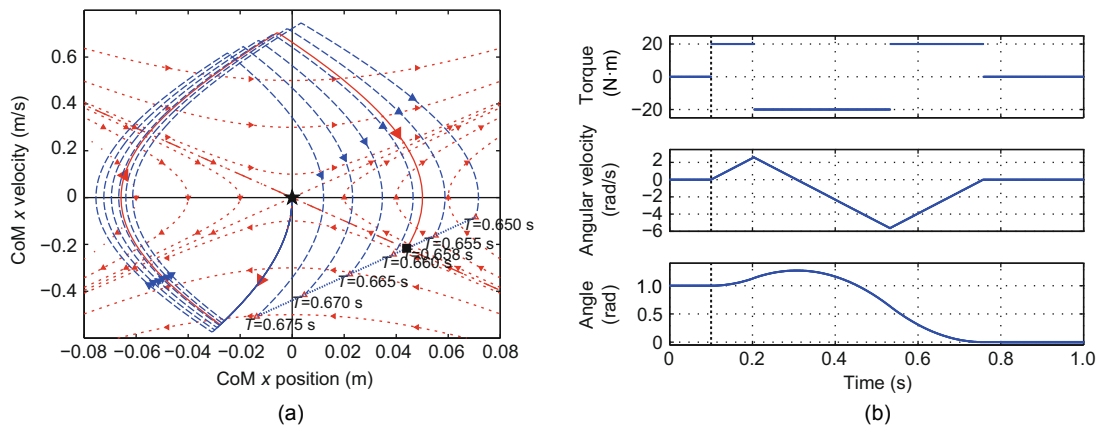 0.6
0.4
0.2
0
−0.2
−0.4
−0.08
−0.06
−0.04
−0.02
0
0.02
0.04
0.06
0.08
CoM x velocity (m/s)
CoM x position (m)
T=0.650 s
T=0.655 s
T=0.658 s
T=0.660 s
T=0.665 s
T=0.670 s
T=0.675 s
(a)
Torque
(N·m)
20
0
−20
Angular velocity
(rad/s)
2
0
−2
−4
−6
Angle
(rad)
1.0
0.5
0
0
0.2
0.4
0.6
0.8
1.0
Time (s)
(b)